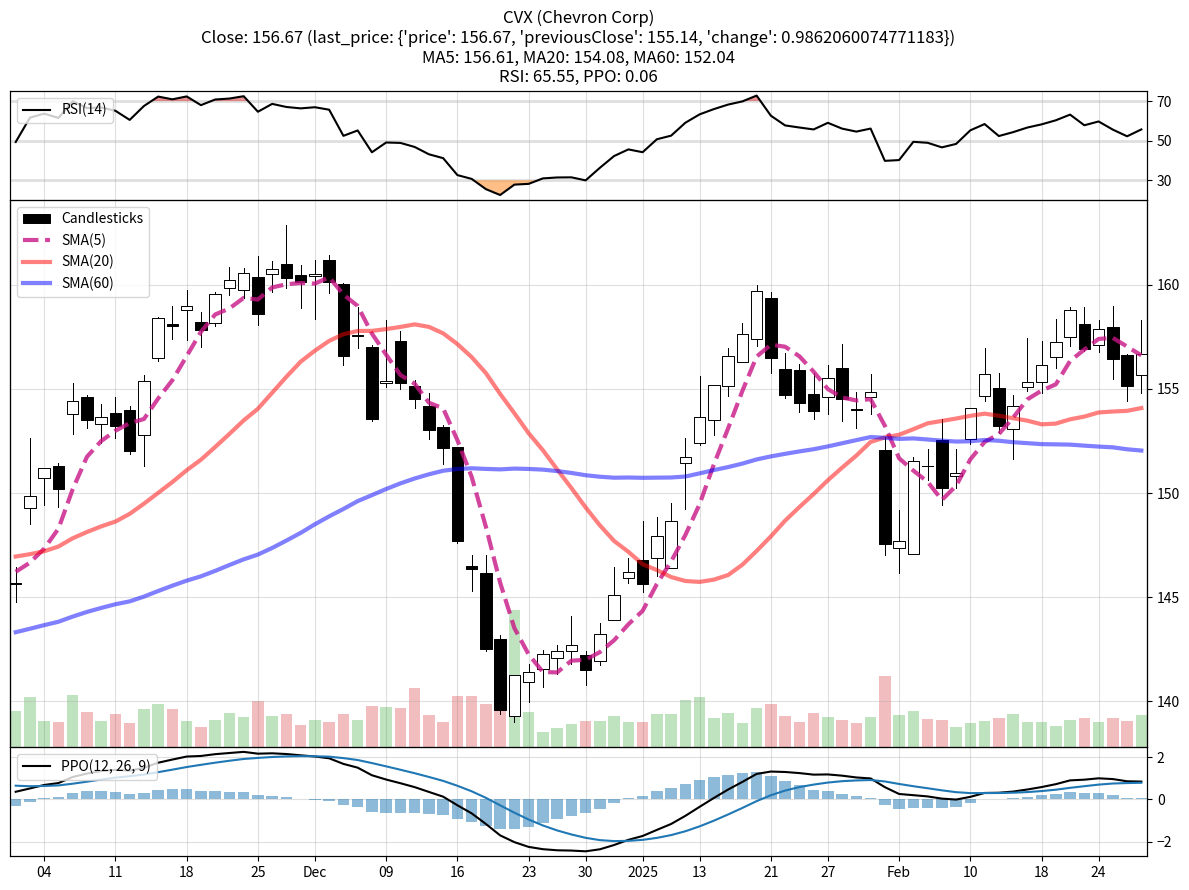 CVX (Chevron Corp)
Close: 156.67 (last_price: {'price': 156.67, 'previousClose': 155.14, 'change': 0.9862060074771183})
MA5: 156.61, MA20: 154.08, MA60: 152.04
RSI: 65.55, PPO: 0.06
RSI(14)
70
50
30
Candlesticks
SMA(5)
SMA(20)
SMA(60)
160
155
150
145
140
PPO(12, 26, 9)
2
0
−2
04 11 18 25 Dec 09 16 23 30 2025 13 21 27 Feb 10 18 24